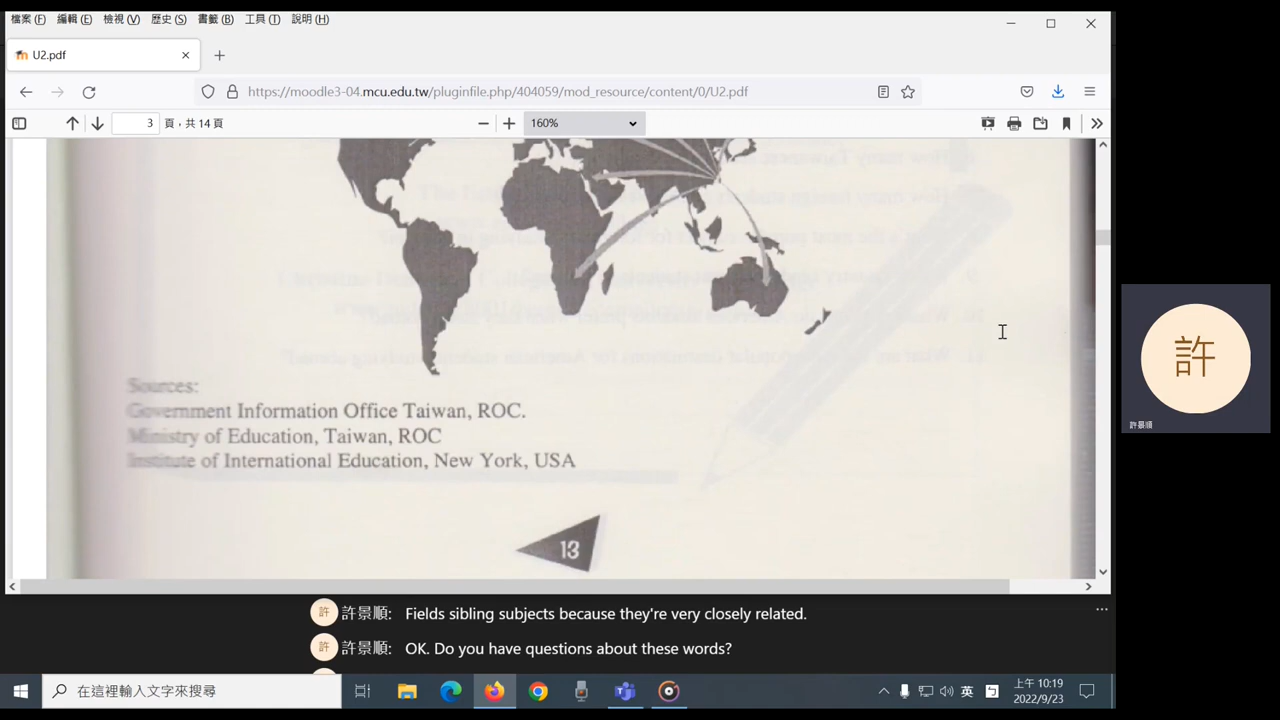 檔案 (F) 編輯 (E) 檢視 (V) 歷史 (S) 書籤 (B) 工具 (T) 說明 (H)
U2.pdf
https://moodle3-04.mcu.edu.tw/pluginfile.php/404059/mod_resource/content/0/U2.pdf
3 頁，共 14 頁
160%
Sources:
Government Information Office Taiwan, ROC.
Ministry of Education, Taiwan, ROC
Institute of International Education, New York, USA
13
許
許景順
許 許景順: Fields sibling subjects because they're very closely related.
許 許景順: OK. Do you have questions about these words?
在這裡輸入文字來搜尋
英
上午 10:19
2022/9/23